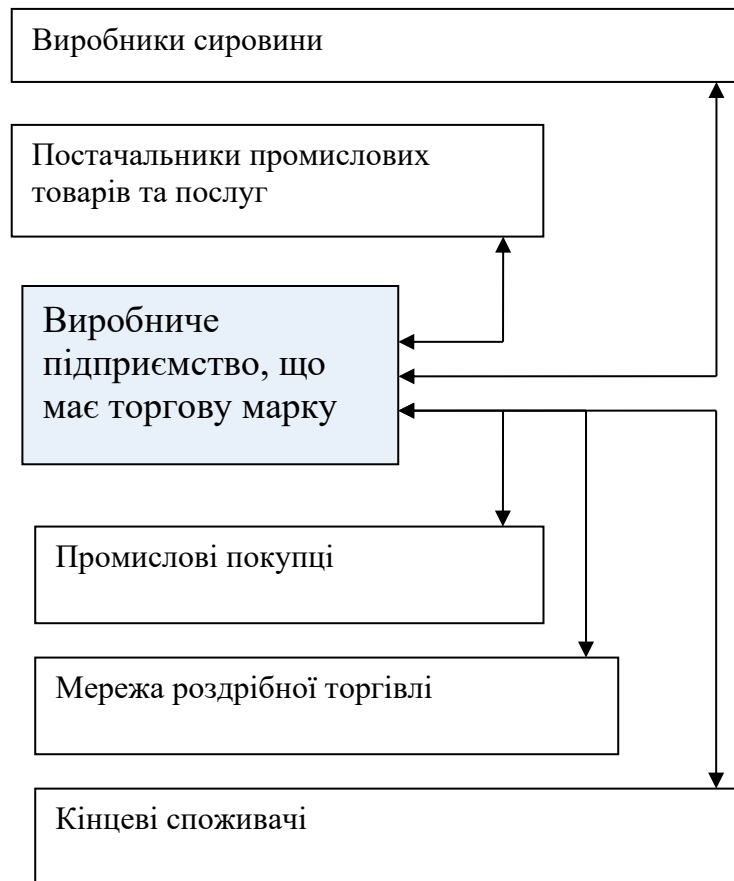 Виробники сировини
Постачальники промислових
товарів та послуг
Виробниче
підприємство, що
має торгову марку
Промислові покупці
Мережа роздрібної торгівлі
Кінцеві споживачі